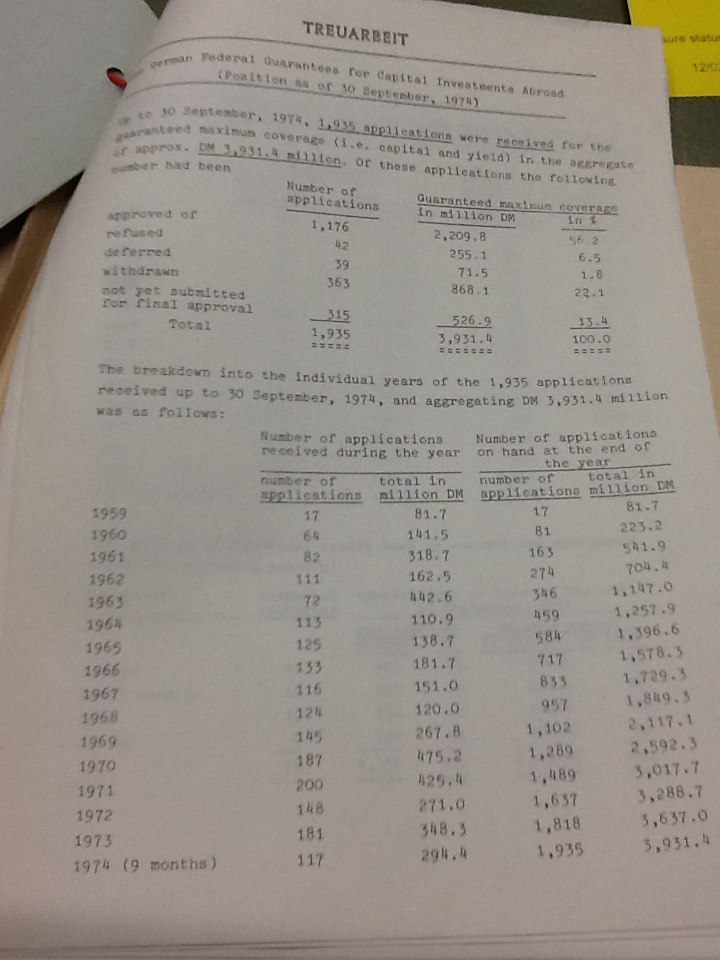 TREUARBEIT
German Federal Guarantees for Capital Investments Abroad
(Position as of 30 September, 1974)
up to 30 September, 1974, 1,935 applications were received for the
guaranteed maximum coverage (i.e. capital and yield) in the aggregate
of approx. DM 3,931.4 million. Of these applications the following
number had been
Number of applications Guaranteed maximum coverage
in million DM in %
approved of 1,176 2,209.8 56.2
refused 42 255.1 6.5
deferred 39 71.5 1.8
withdrawn 363 868.1 22.1
not yet submitted
for final approval 315 526.9 13.4
Total 1,935 3,931.4 100.0
===== ======= =====
The breakdown into the individual years of the 1,935 applications
received up to 30 September, 1974, and aggregating DM 3,931.4 million
was as follows:
Number of applications Number of applications
received during the year on hand at the end of
the year
number of total in number of total in
applications million DM applications million DM
1959 17 81.7 17 81.7
1960 64 141.5 81 223.2
1961 82 318.7 163 541.9
1962 111 162.5 274 704.4
1963 72 442.6 346 1,147.0
1964 113 110.9 459 1,257.9
1965 125 138.7 584 1,396.6
1966 133 181.7 717 1,578.3
1967 116 151.0 833 1,729.3
1968 124 120.0 957 1,849.3
1969 145 267.8 1,102 2,117.1
1970 187 475.2 1,289 2,592.3
1971 200 425.4 1,489 3,017.7
1972 148 271.0 1,637 3,288.7
1973 181 348.3 1,818 3,637.0
1974 (9 months) 117 294.4 1,935 3,931.4